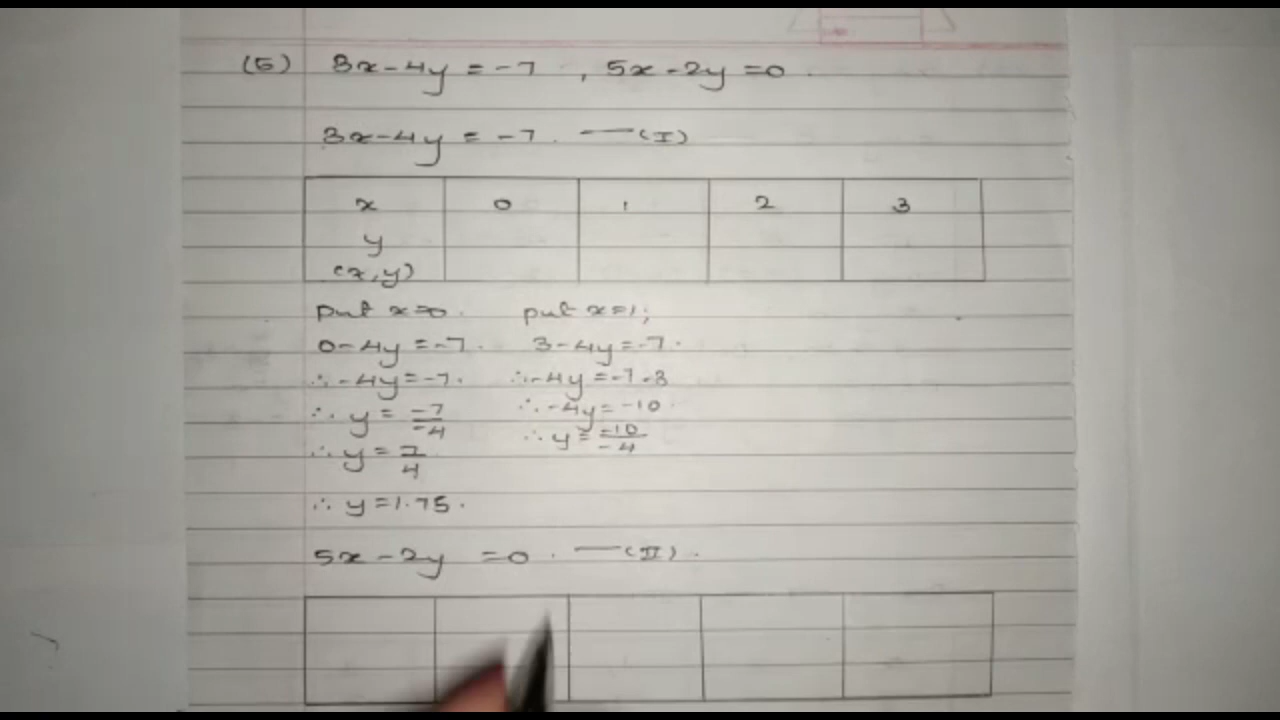 (5) 3x-4y = -7 , 5x-2y =0.
3x-4y = -7. —(I)
x 0 1 2 3
y
(x,y)
put x=0. put x=1;
0-4y=-7. 3-4y=-7.
∴ -4y=-7. ∴ -4y=-7-3
∴ y = -7/-4 ∴ -4y=-10.
∴ y = 7/4 ∴ y = -10/-4
∴ y=1.75.
5x-2y =0. —(II).